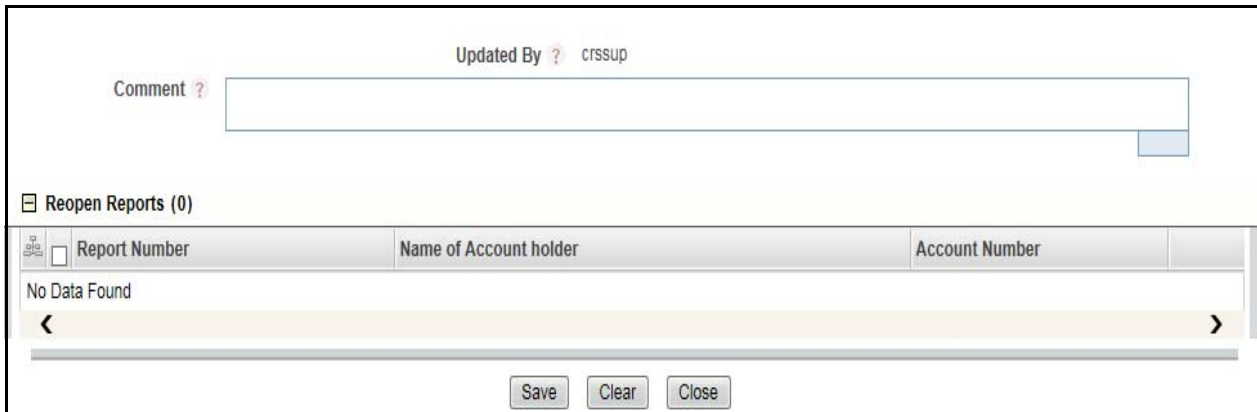 Updated By ? crssup
Comment ?
Reopen Reports (0)
Report Number Name of Account holder Account Number
No Data Found
Save Clear Close